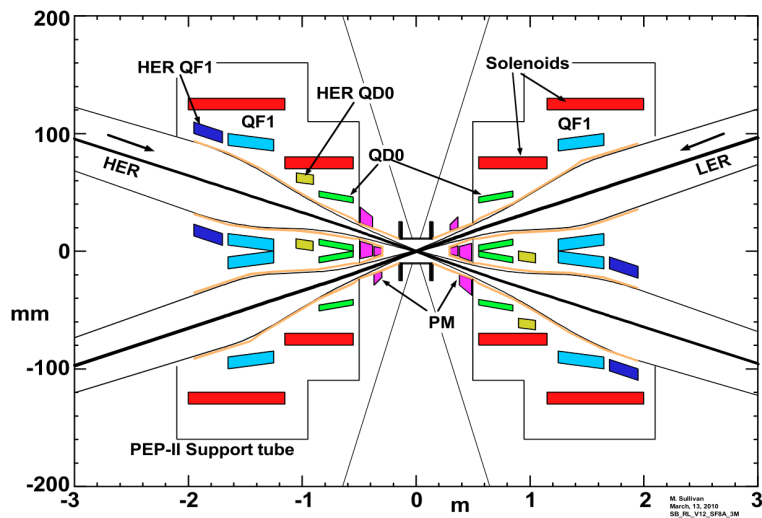 200
HER QF1
HER QD0
Solenoids
QF1
QF1
100
QD0
HER
LER
0
mm
PM
-100
PEP-II Support tube
-200
-3
-2
-1
0
m
1
2
3
M. Sullivan
March, 13, 2010
SB_RL_V12_SF8A_3M